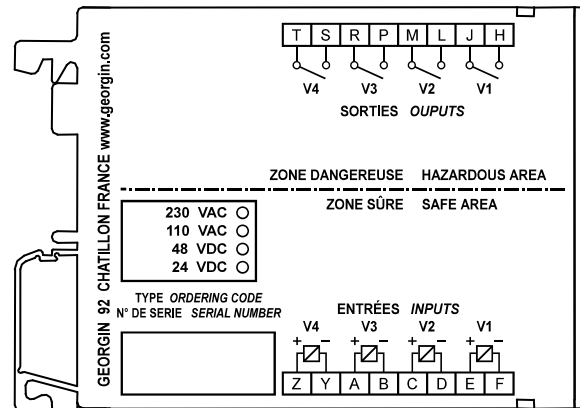 T S R P M L J H
V4 V3 V2 V1
SORTIES OUPUTS
ZONE DANGEREUSE HAZARDOUS AREA
ZONE SÛRE SAFE AREA
230 VAC
110 VAC
48 VDC
24 VDC
TYPE ORDERING CODE
N° DE SERIE SERIAL NUMBER
ENTRÉES INPUTS
V4 V3 V2 V1
+ - + - + - + -
Z Y A B C D E F
GEORGIN 92 CHATILLON FRANCE www.georgin.com